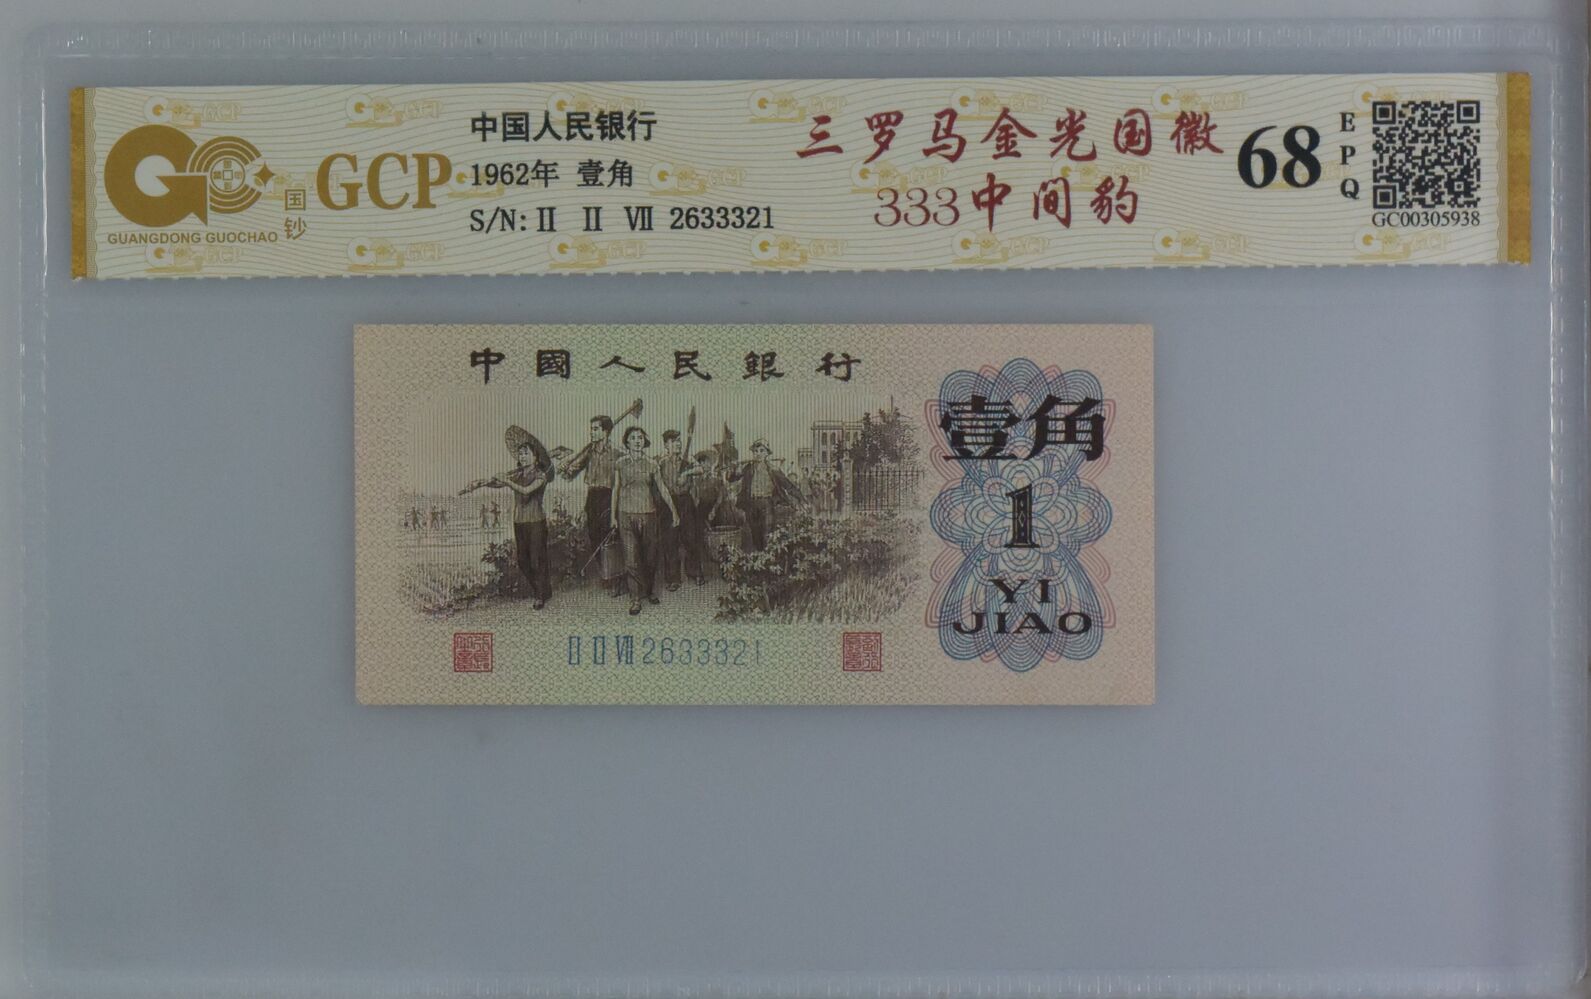 GCP
国钞
GUANGDONG GUOCHAO
中国人民银行
1962年 壹角
S/N: Ⅱ Ⅱ Ⅶ 2633321
三罗马金光国徽
333中间豹
68
EPQ
GC00305938
中國人民銀行
壹角
1
YI
JIAO
Ⅱ Ⅱ Ⅶ 2633321